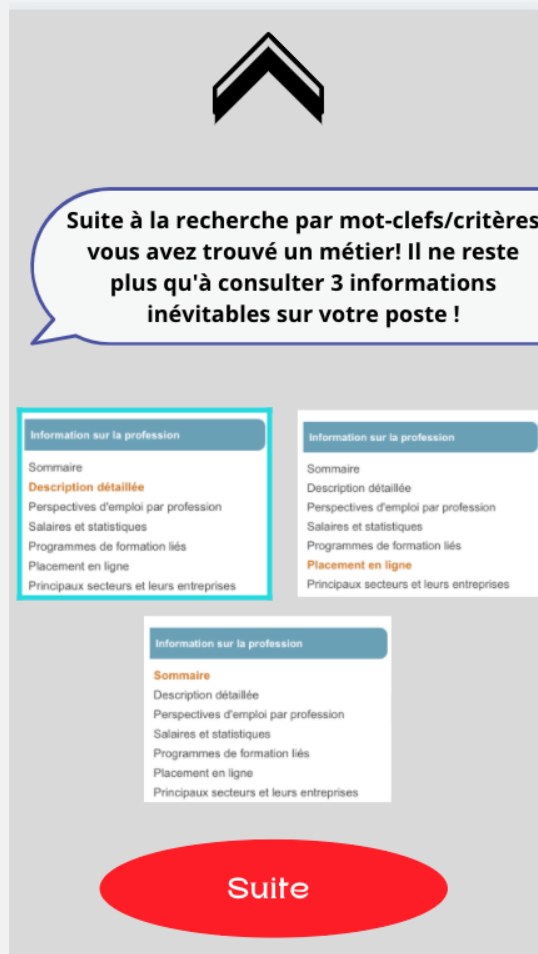 Suite à la recherche par mot-clefs/critères
vous avez trouvé un métier! Il ne reste
plus qu'à consulter 3 informations
inévitables sur votre poste !
Information sur la profession
Sommaire
Description détaillée
Perspectives d'emploi par profession
Salaires et statistiques
Programmes de formation liés
Placement en ligne
Principaux secteurs et leurs entreprises
Information sur la profession
Sommaire
Description détaillée
Perspectives d'emploi par profession
Salaires et statistiques
Programmes de formation liés
Placement en ligne
Principaux secteurs et leurs entreprises
Information sur la profession
Sommaire
Description détaillée
Perspectives d'emploi par profession
Salaires et statistiques
Programmes de formation liés
Placement en ligne
Principaux secteurs et leurs entreprises
Suite